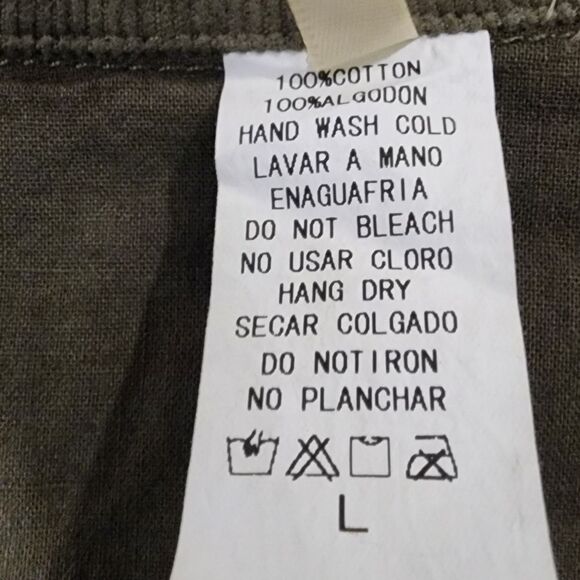 100%COTTON
100%ALGODON
HAND WASH COLD
LAVAR A MANO
ENAGUAFRIA
DO NOT BLEACH
NO USAR CLORO
HANG DRY
SECAR COLGADO
DO NOTIRON
NO PLANCHAR
L